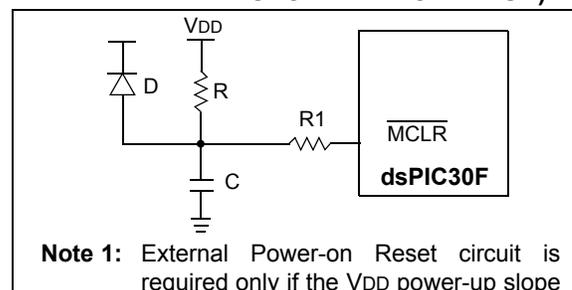 VDD
D
R
R1
MCLR
C
dsPIC30F
Note 1: External Power-on Reset circuit is
required only if the VDD power-up slope